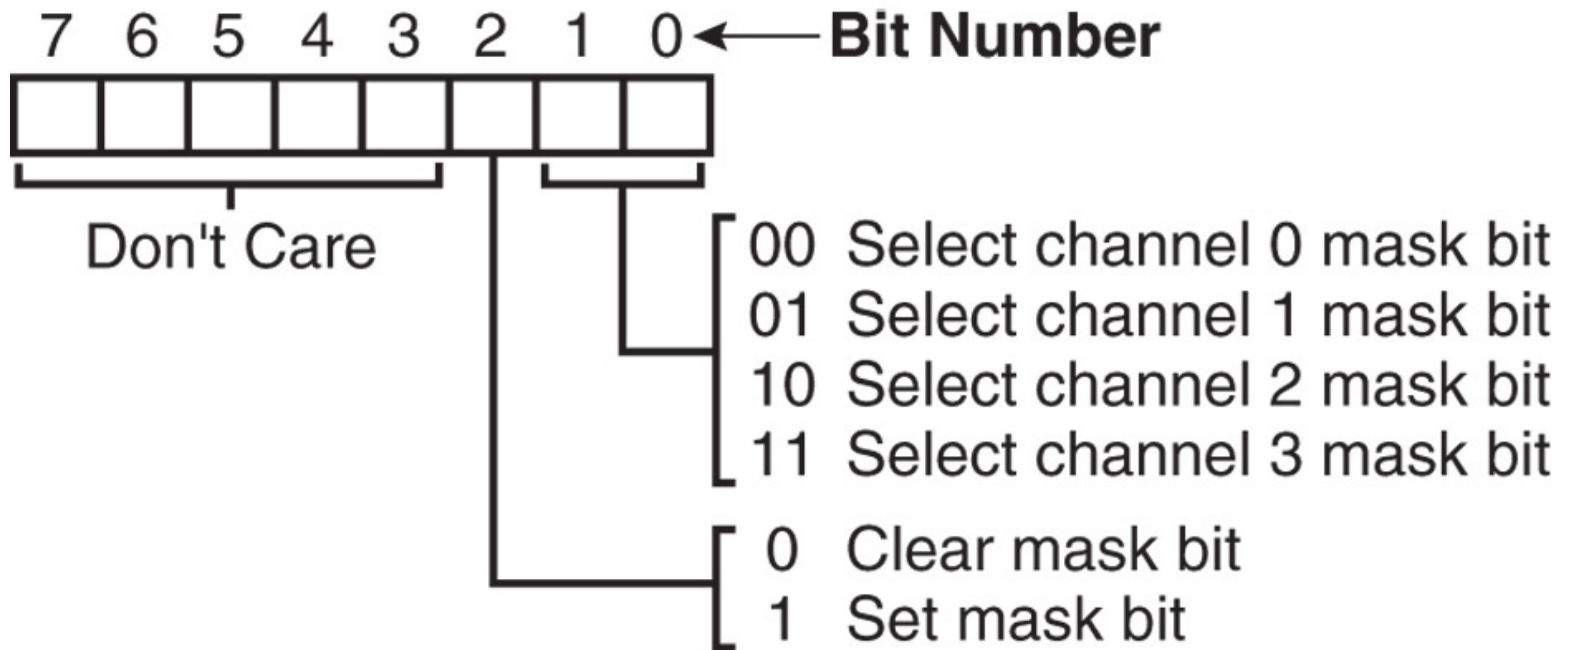 7 6 5 4 3 2 1 0 Bit Number
Don't Care
00 Select channel 0 mask bit
01 Select channel 1 mask bit
10 Select channel 2 mask bit
11 Select channel 3 mask bit
0 Clear mask bit
1 Set mask bit